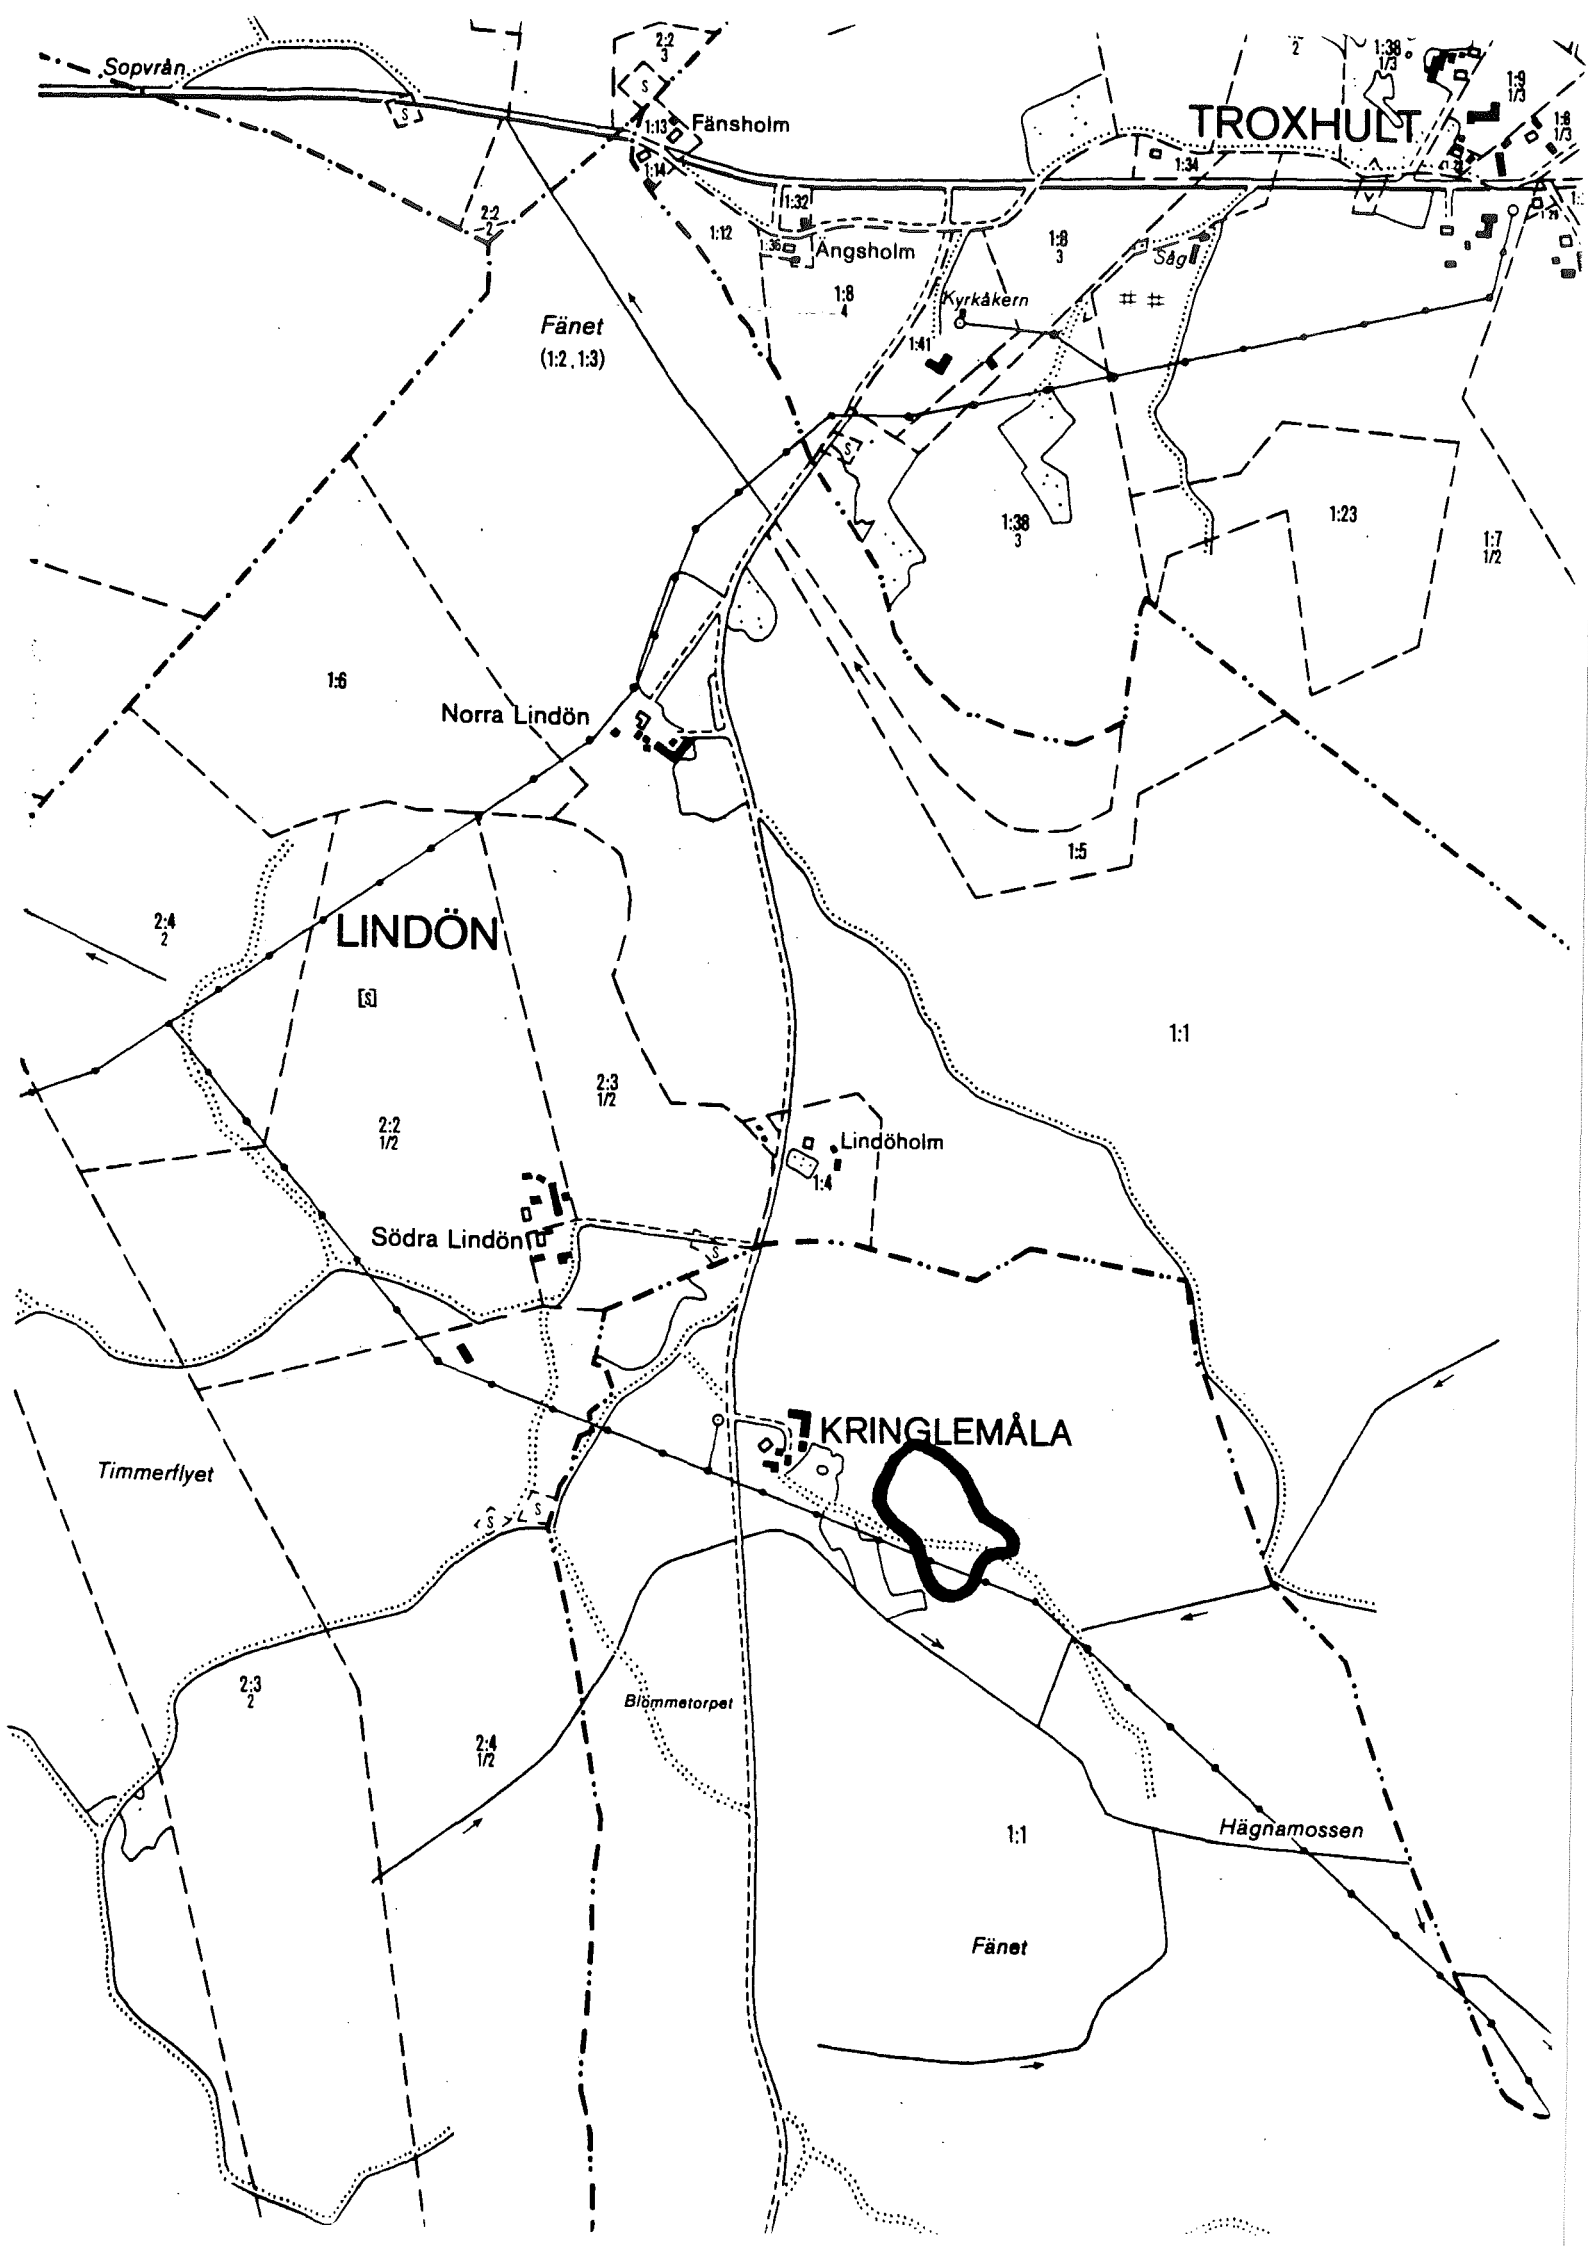 2:2
3
2
1:38
1/3
1:9
1/3
Sopvrån
S
S
1:13
Fänsholm
TROXHULT
1:8
1/3
1:14
1:34
1:32
2:2
2
1:12
1:36
Ängsholm
1:8
3
Såg
1:8
4
Kyrkåkern
Fänet
(1:2, 1:3)
1:41
S
1:38
3
1:23
1:7
1/2
1:6
Norra Lindön
1:5
2:4
2
LINDÖN
[s]
1:1
2:3
1/2
2:2
1/2
Lindöholm
1:4
Södra Lindön
S
KRINGLEMÅLA
Timmerflyet
S
S
2:3
2
Blommetorpet
2:4
1/2
1:1
Hägnamossen
Fänet